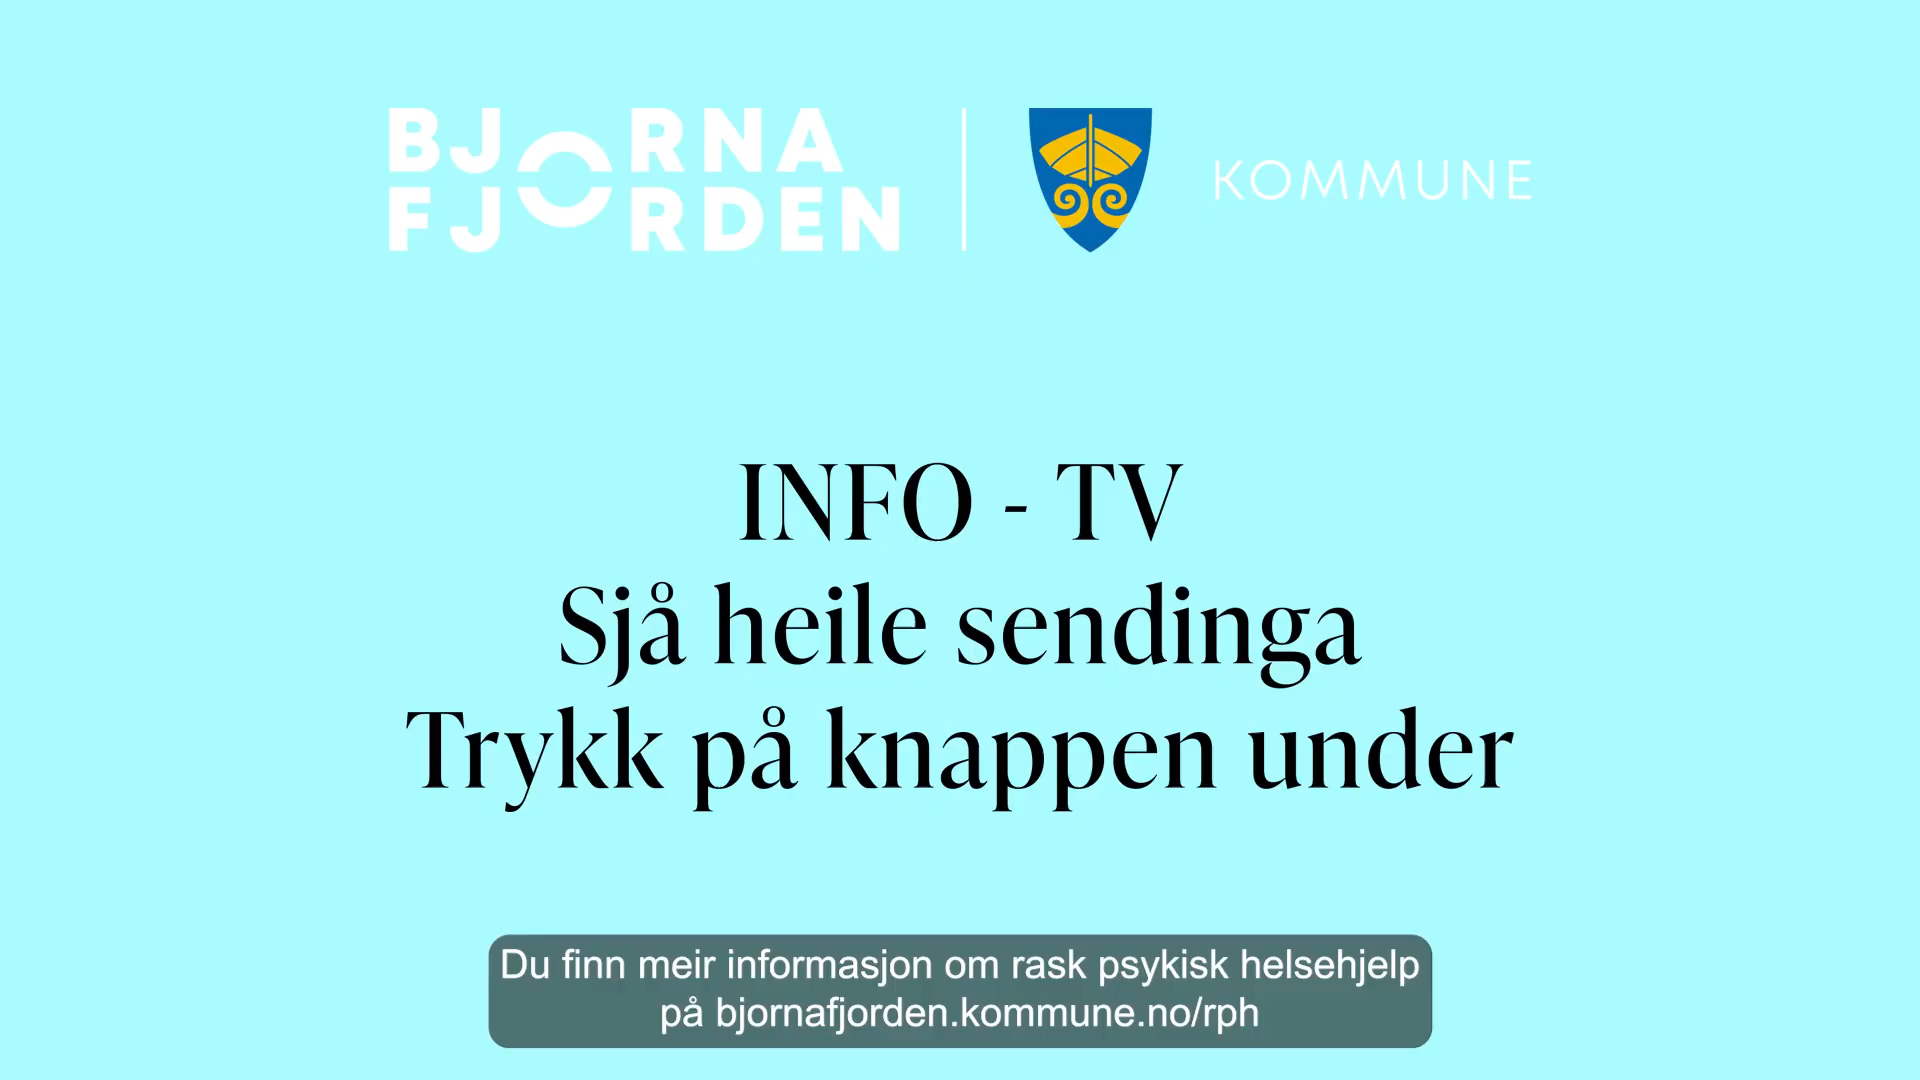 BJORNA
FJORDEN
KOMMUNE
INFO - TV
Sjå heile sendinga
Trykk på knappen under
Du finn meir informasjon om rask psykisk helsehjelp
på bjornafjorden.kommune.no/rph